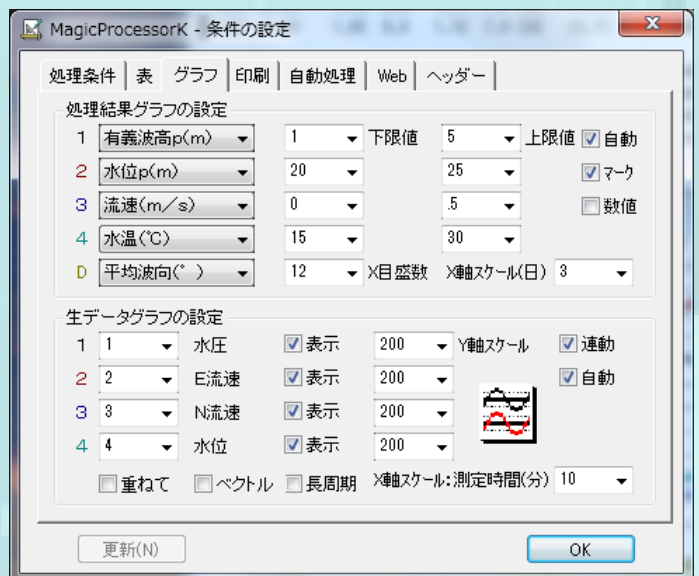 MagicProcessorK - 条件の設定
処理条件 表 グラフ 印刷 自動処理 Web ヘッダー
処理結果グラフの設定
1 有義波高p(m) 1 下限値 5 上限値 自動
2 水位p(m) 20 25 マーク
3 流速(m/s) 0 .5 数値
4 水温(℃) 15 30
D 平均波向(°) 12 X目盛数 X軸スケール(日) 3
生データグラフの設定
1 1 水圧 表示 200 Y軸スケール 連動
2 2 E流速 表示 200 自動
3 3 N流速 表示 200
4 4 水位 表示 200
重ねて ベクトル 長周期 X軸スケール:測定時間(分) 10
更新(N) OK